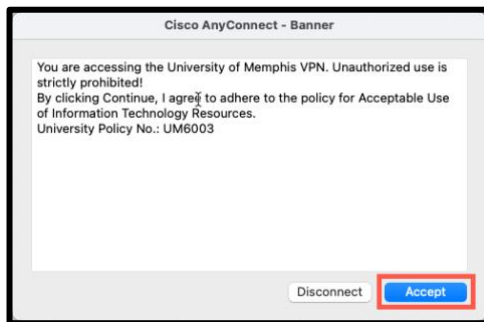 Cisco AnyConnect - Banner
You are accessing the University of Memphis VPN. Unauthorized use is
strictly prohibited!
By clicking Continue, I agree to adhere to the policy for Acceptable Use
of Information Technology Resources.
University Policy No.: UM6003
Disconnect
Accept